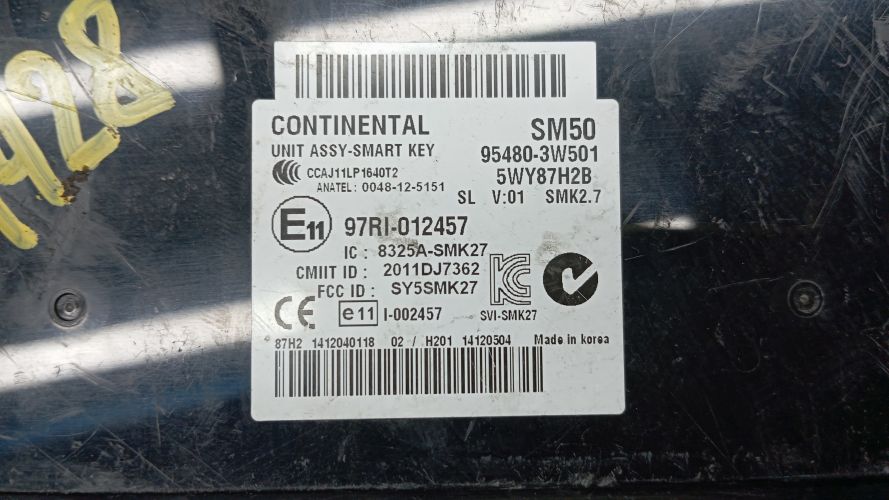 A28
CONTINENTAL SM50
UNIT ASSY-SMART KEY 95480-3W501
CCC CCAJ11LP1640T2 5WY87H2B
ANATEL : 0048-12-5151 SL V:01 SMK2.7
E11 97RI-012457
IC : 8325A-SMK27
CMIIT ID : 2011DJ7362
FCC ID : SY5SMK27
CE e11 I-002457 SVI-SMK27
87H2 1412040118 02 / H201 14120504 Made in korea